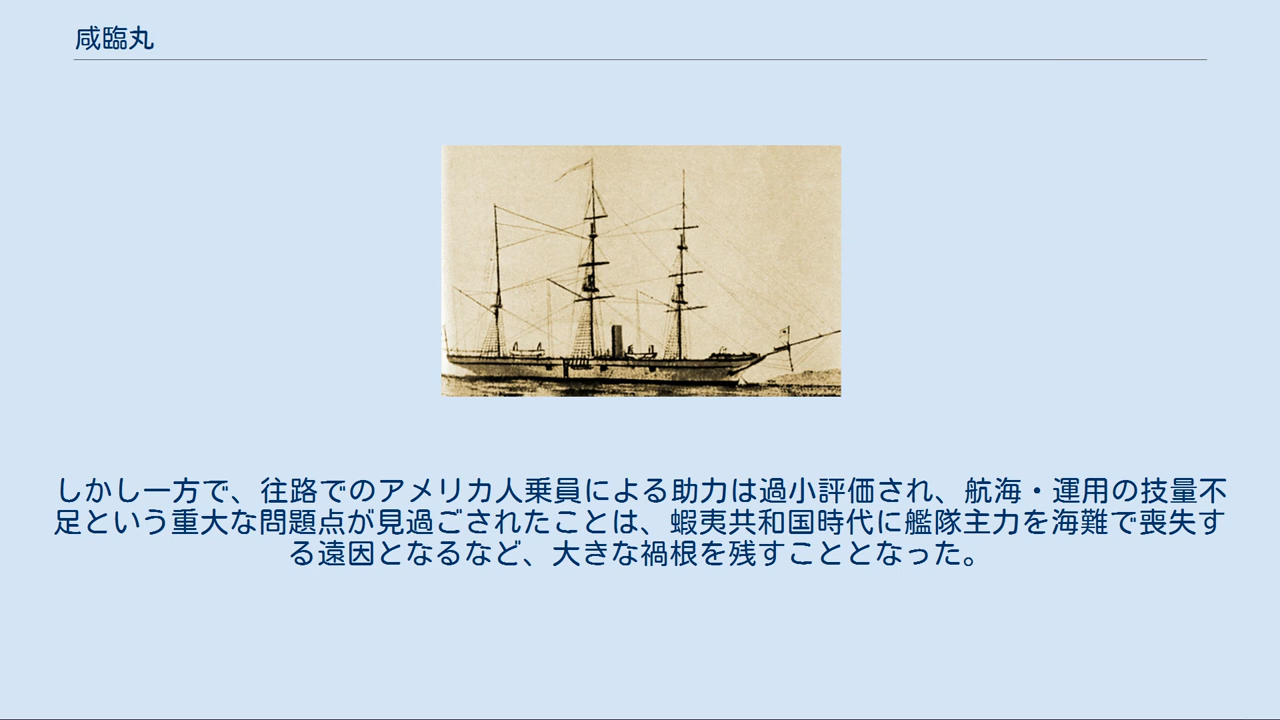 咸臨丸
しかし一方で、往路でのアメリカ人乗員による助力は過小評価され、航海・運用の技量不
足という重大な問題点が見過ごされたことは、蝦夷共和国時代に艦隊主力を海難で喪失す
る遠因となるなど、大きな禍根を残すこととなった。